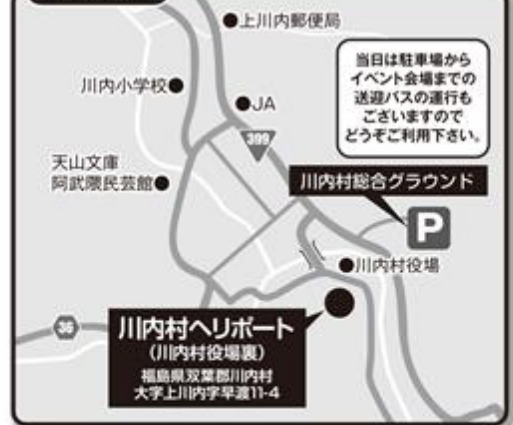 上川内郵便局
川内小学校
JA
399
当日は駐車場から
イベント会場までの
送迎バスの運行も
ございますので
どうぞご利用下さい。
天山文庫
阿武隈民芸館
川内村総合グラウンド
P
川内村役場
36
川内村ヘリポート
(川内村役場裏)
福島県双葉郡川内村
大字上川内字早渡11-4